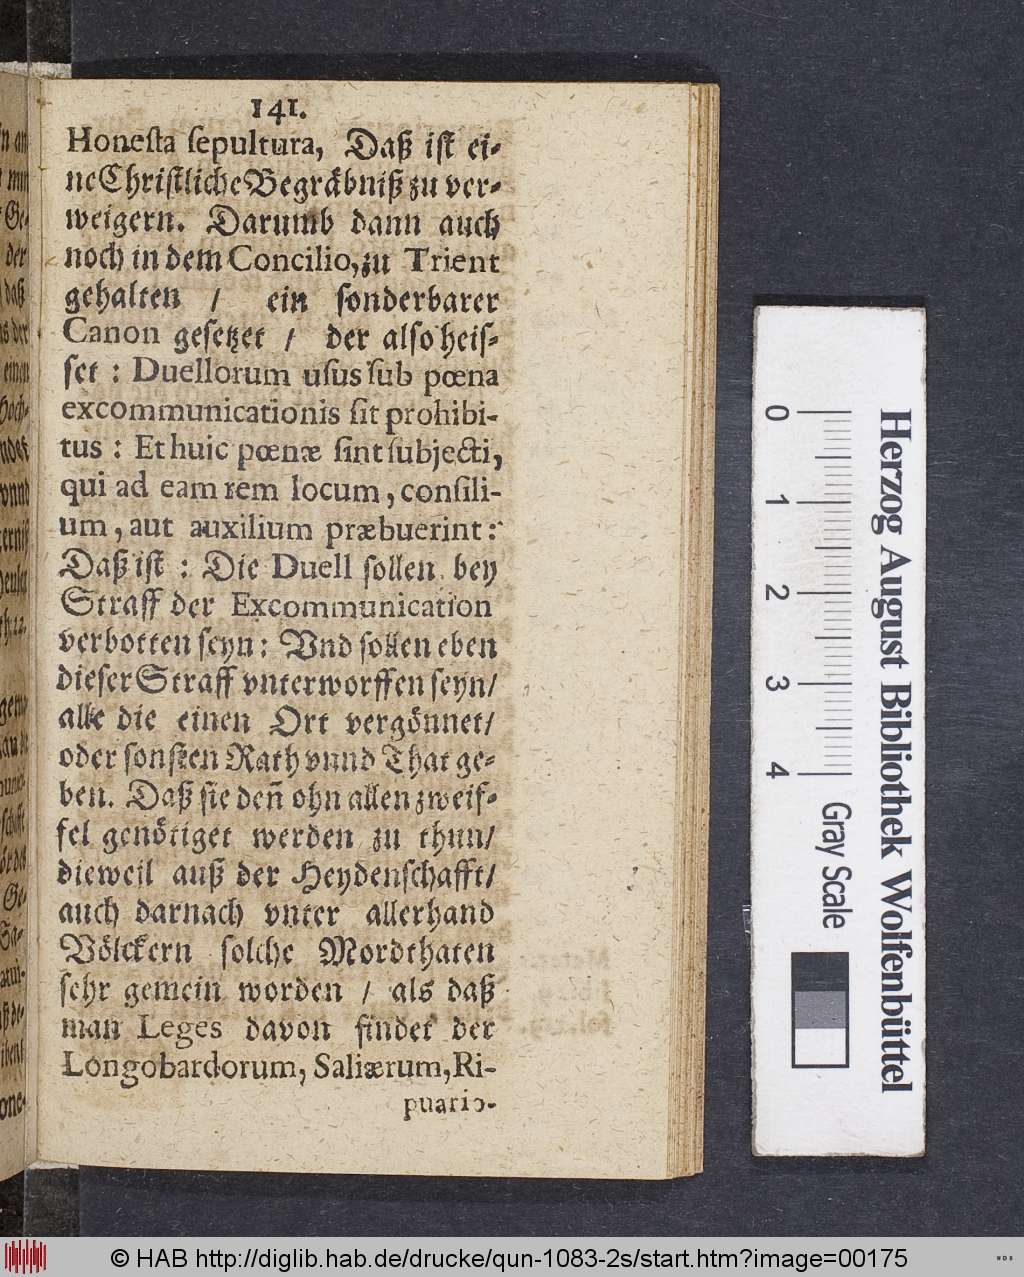 141.
Honeſta ſepultura, Daß iſt ei-
ne Chriſtliche Begråbniß zu ver-
weigern. Darumb dann auch
noch in dem Concilio, zu Trient
gehalten / ein ſonderbarer
Canon geſetzet / der alſo heiſ-
ſet : Duellorum uſus ſub pœna
excommunicationis ſit prohibi-
tus : Et huic pœnæ ſint ſubjecti,
qui ad eam rem locum, conſili-
um, aut auxilium præbuerint:
Daß iſt : Die Duell ſollen bey
Straff der Excommunication
verbotten ſeyn: Vnd ſollen eben
dieſer Straff vnterworffen ſeyn/
alle die einen Ort vergönnet/
oder ſonſten Rath vnnd That ge-
ben. Daß ſie deñ ohn allen zweif-
fel genötiget werden zu thun/
dieweil auß der Heydenſchafft/
auch darnach vnter allerhand
Völckern ſolche Mordthaten
ſehr gemein worden / als daß
man Leges davon findet der
Longobardorum, Saliærum, Ri-
puario-
0 1 2 3 4
Gray Scale
Herzog August Bibliothek Wolfenbüttel
© HAB http://diglib.hab.de/drucke/qun-1083-2s/start.htm?image=00175